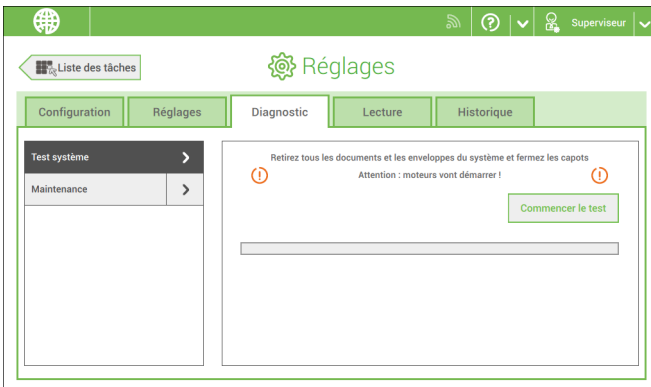 Superviseur
Liste des tâches
Réglages
Configuration
Réglages
Diagnostic
Lecture
Historique
Test système
Maintenance
Retirez tous les documents et les enveloppes du système et fermez les capots
Attention : moteurs vont démarrer !
Commencer le test